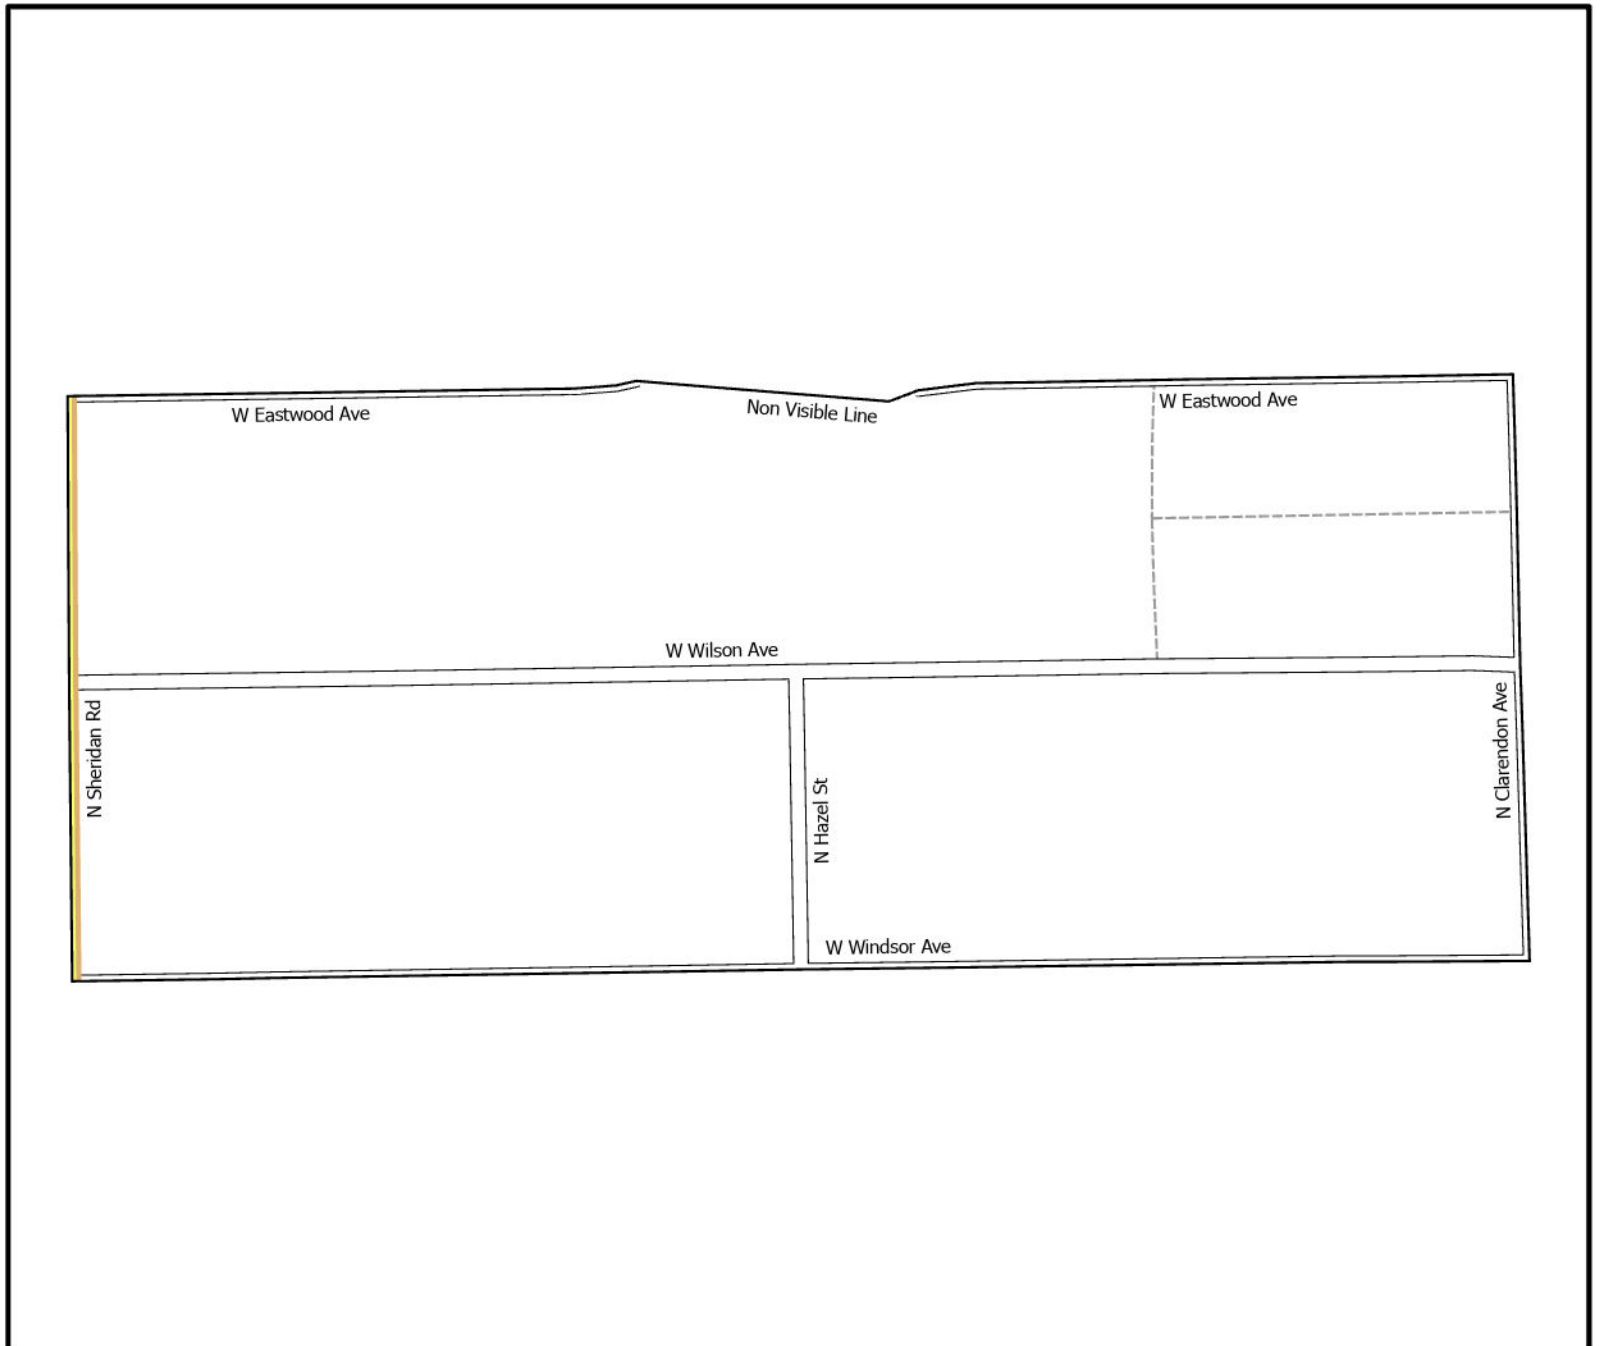 W Eastwood Ave
Non Visible Line
W Eastwood Ave
W Wilson Ave
N Sheridan Rd
N Hazel St
N Clarendon Ave
W Windsor Ave